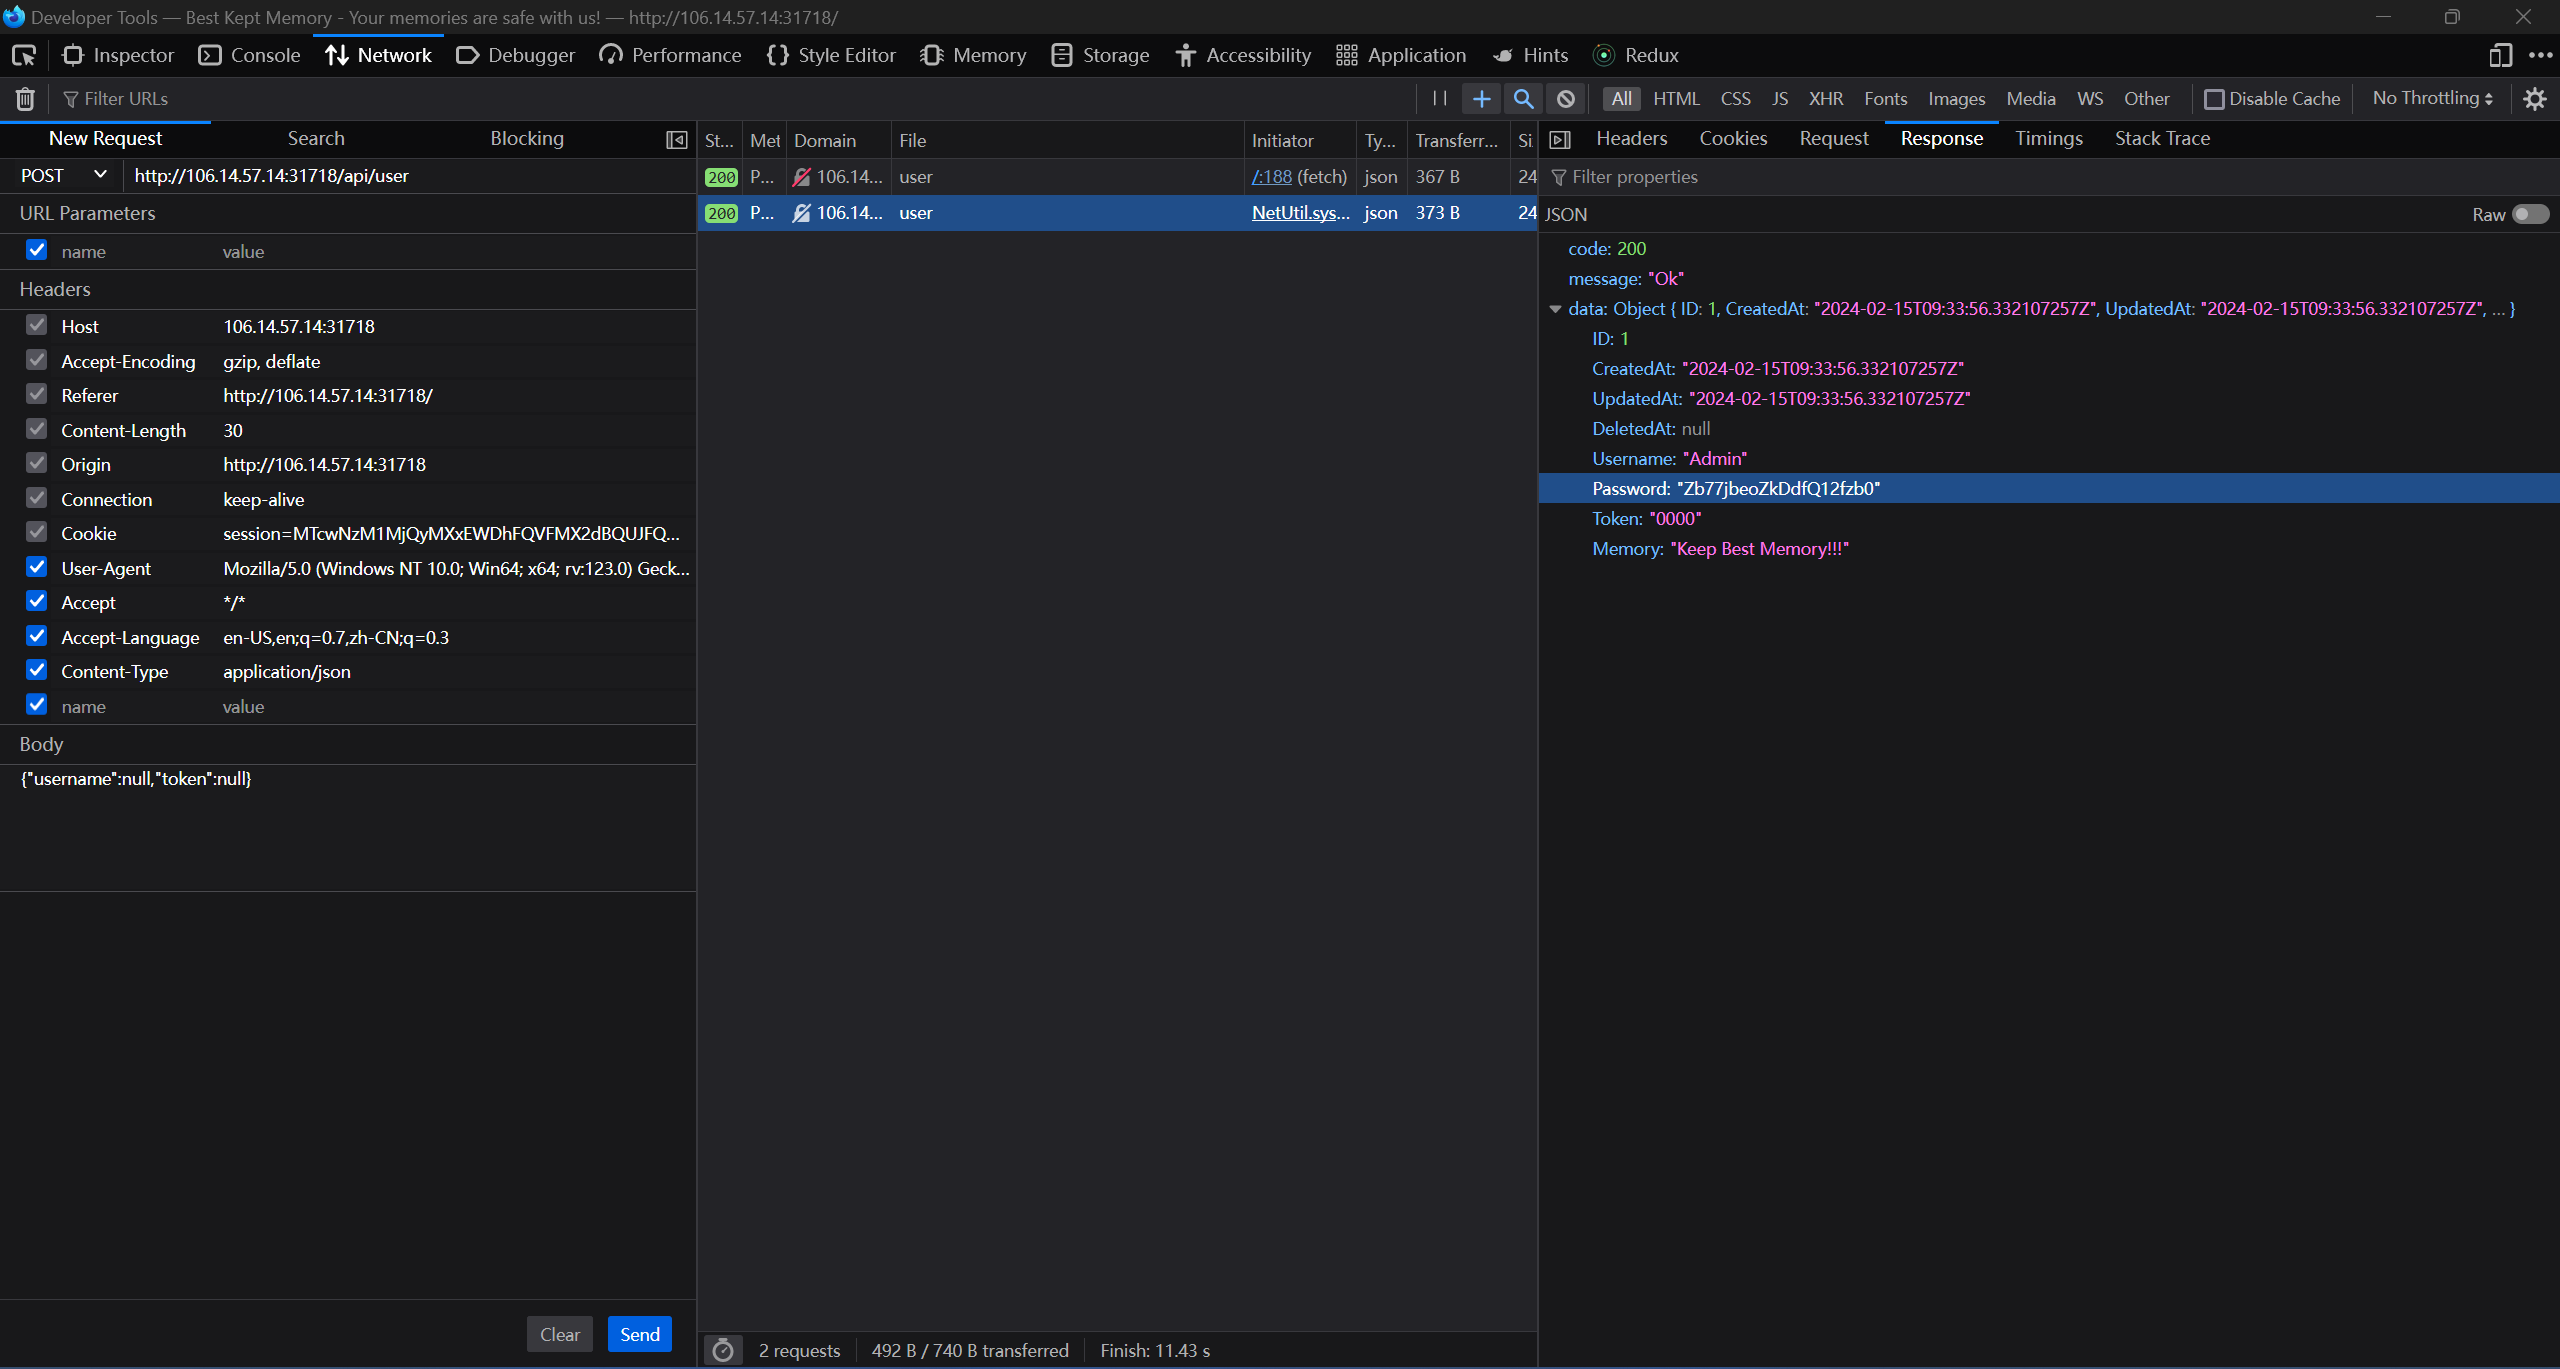 Developer Tools — Best Kept Memory - Your memories are safe with us! — http://106.14.57.14:31718/
Inspector Console Network Debugger Performance Style Editor Memory Storage Accessibility Application Hints Redux
Filter URLs
All HTML CSS JS XHR Fonts Images Media WS Other Disable Cache No Throttling
New Request Search Blocking
POST http://106.14.57.14:31718/api/user
URL Parameters
name value
Headers
Host 106.14.57.14:31718
Accept-Encoding gzip, deflate
Referer http://106.14.57.14:31718/
Content-Length 30
Origin http://106.14.57.14:31718
Connection keep-alive
Cookie session=MTcwNzM1MjQyMXxEWDhFQVFMX2dBQUJFQ...
User-Agent Mozilla/5.0 (Windows NT 10.0; Win64; x64; rv:123.0) Geck...
Accept */*
Accept-Language en-US,en;q=0.7,zh-CN;q=0.3
Content-Type application/json
name value
Body
{"username":null,"token":null}
Clear Send
St... Met Domain File Initiator Ty... Transferr... Si
200 P... 106.14... user /:188 (fetch) json 367 B 24
200 P... 106.14... user NetUtil.sys... json 373 B 24
2 requests 492 B / 740 B transferred Finish: 11.43 s
Headers Cookies Request Response Timings Stack Trace
Filter properties
JSON Raw
code: 200
message: "Ok"
data: Object { ID: 1, CreatedAt: "2024-02-15T09:33:56.332107257Z", UpdatedAt: "2024-02-15T09:33:56.332107257Z", ... }
ID: 1
CreatedAt: "2024-02-15T09:33:56.332107257Z"
UpdatedAt: "2024-02-15T09:33:56.332107257Z"
DeletedAt: null
Username: "Admin"
Password: "Zb77jbeoZkDdfQ12fzb0"
Token: "0000"
Memory: "Keep Best Memory!!!"